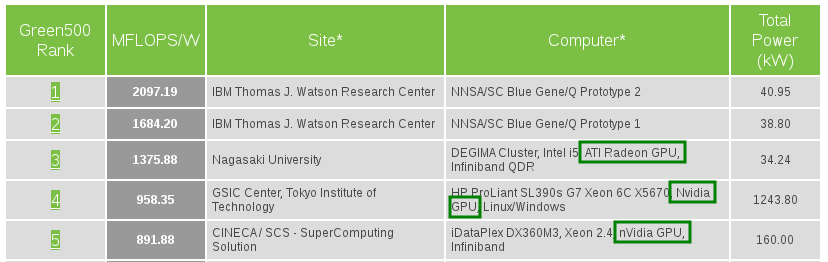 Green500 Rank MFLOPS/W Site* Computer* Total Power (kW)
1 2097.19 IBM Thomas J. Watson Research Center NNSA/SC Blue Gene/Q Prototype 2 40.95
2 1684.20 IBM Thomas J. Watson Research Center NNSA/SC Blue Gene/Q Prototype 1 38.80
3 1375.88 Nagasaki University DEGIMA Cluster, Intel i5, ATI Radeon GPU, Infiniband QDR 34.24
4 958.35 GSIC Center, Tokyo Institute of Technology HP ProLiant SL390s G7 Xeon 6C X5670, Nvidia GPU, Linux/Windows 1243.80
5 891.88 CINECA / SCS - SuperComputing Solution iDataPlex DX360M3, Xeon 2.4, nVidia GPU, Infiniband 160.00